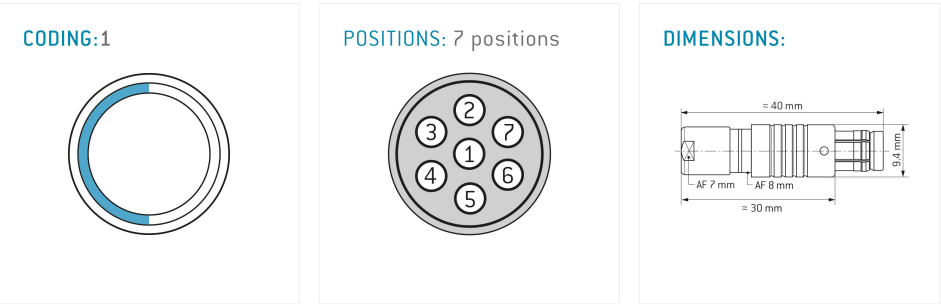 CODING:1
POSITIONS: 7 positions
2
3
7
1
4
6
5
DIMENSIONS:
≈ 40 mm
9.4 mm
AF 7 mm
AF 8 mm
≈ 30 mm